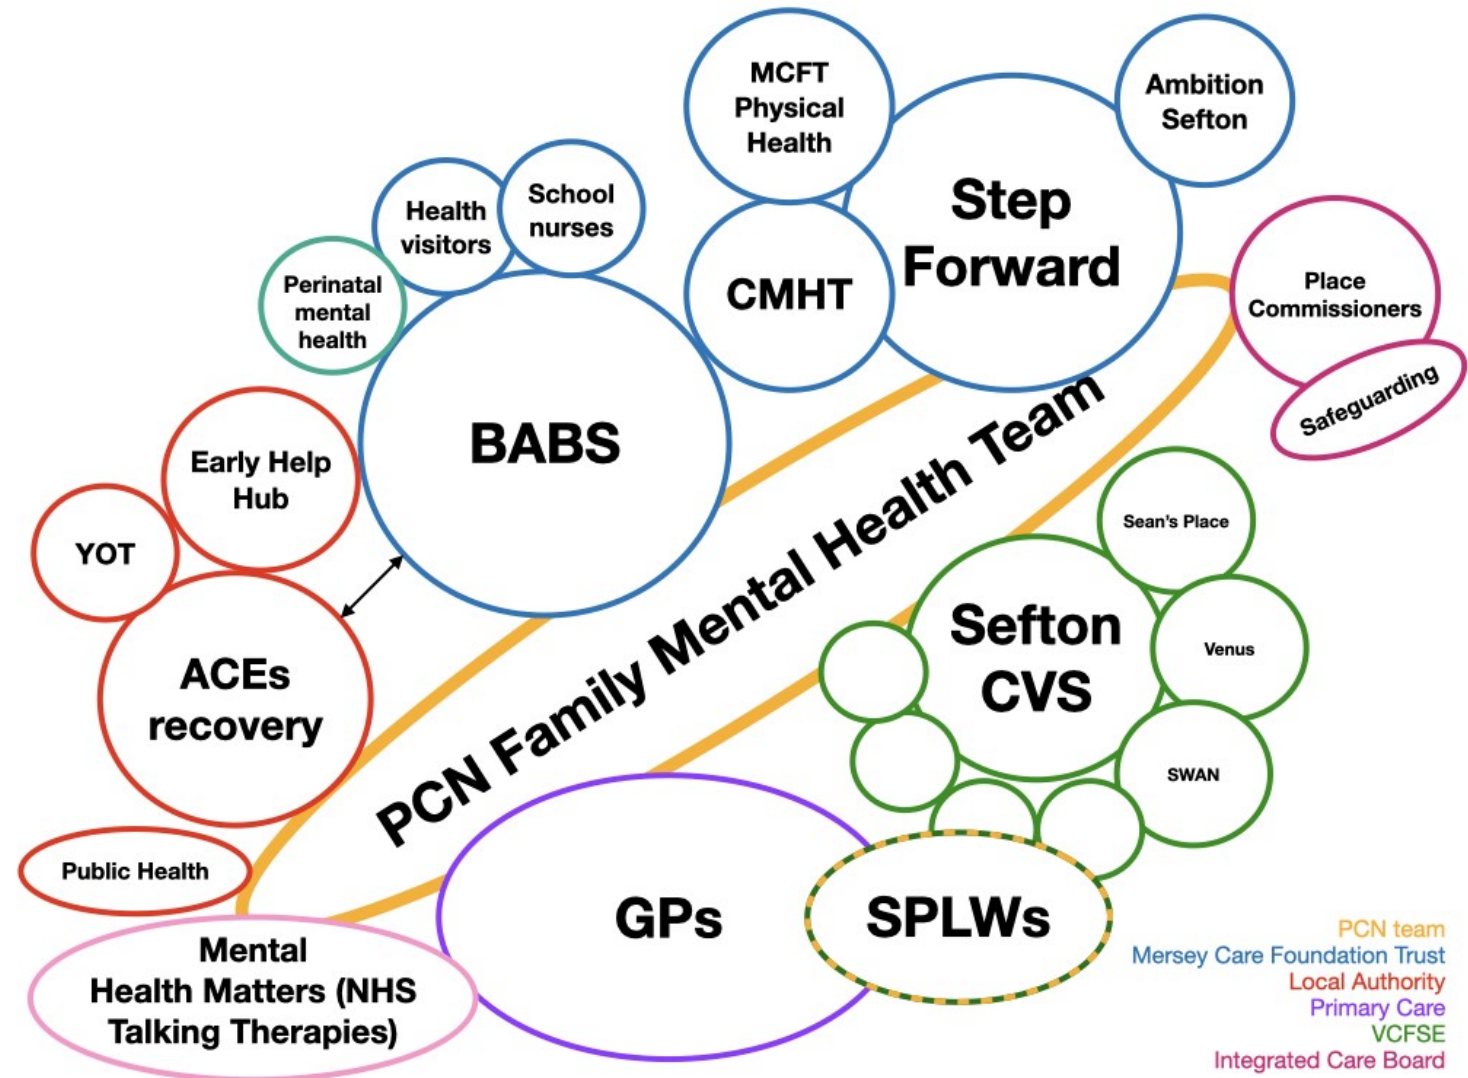 MCFT
Physical
Health
Ambition
Sefton
School
nurses
Health
visitors
Step
Forward
Perinatal
mental
health
CMHT
Place
Commissioners
Safeguarding
BABS
Early Help
Hub
YOT
PCN Family Mental Health Team
Sean's Place
Sefton
CVS
Venus
ACEs
recovery
SWAN
Public Health
GPs
SPLWs
Mental
Health Matters (NHS
Talking Therapies)
PCN team
Mersey Care Foundation Trust
Local Authority
Primary Care
VCFSE
Integrated Care Board